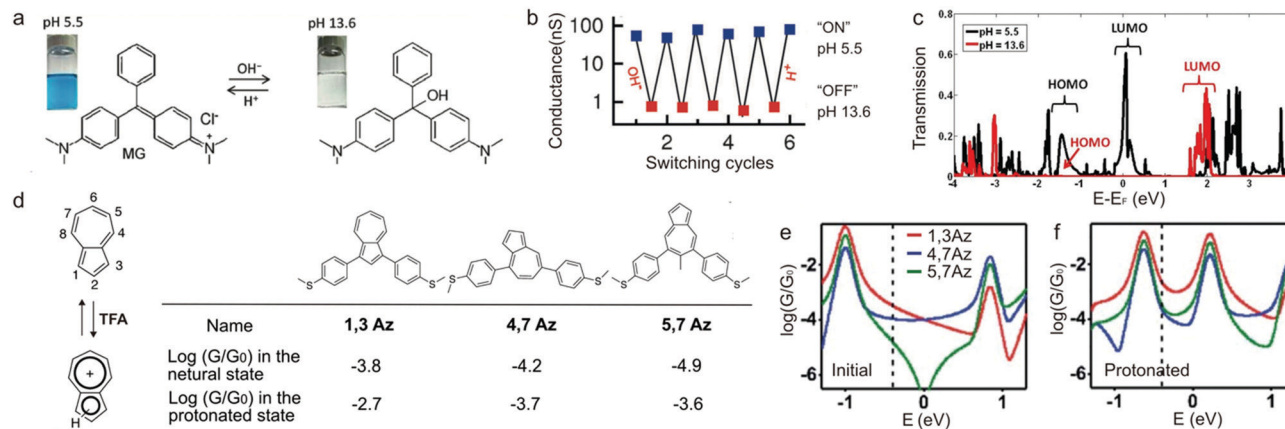 a
pH 5.5
pH 13.6
OH⁻
H⁺
OH
Cl⁻
N
N⁺
MG
N
N
b
Conductance(nS)
100
10
1
OH⁻
H⁺
0 2 4 6
Switching cycles
"ON"
pH 5.5
"OFF"
pH 13.6
c
Transmission
0.8
0.6
0.4
0.2
0
pH = 5.5
pH = 13.6
LUMO
HOMO
LUMO
HOMO
-4 -3 -2 -1 0 1 2 3
E-EF (eV)
d
6
7 5
8 4
1 3
2
TFA
+
H
S S
S S
S S
Name 1,3 Az 4,7 Az 5,7 Az
Log (G/G0) in the
netural state -3.8 -4.2 -4.9
Log (G/G0) in the
protonated state -2.7 -3.7 -3.6
e
log(G/G₀)
-2
-4
-6
1,3Az
4,7Az
5,7Az
Initial
-1 0 1
E (eV)
f
log(G/G₀)
-2
-4
-6
Protonated
-1 0 1
E (eV)